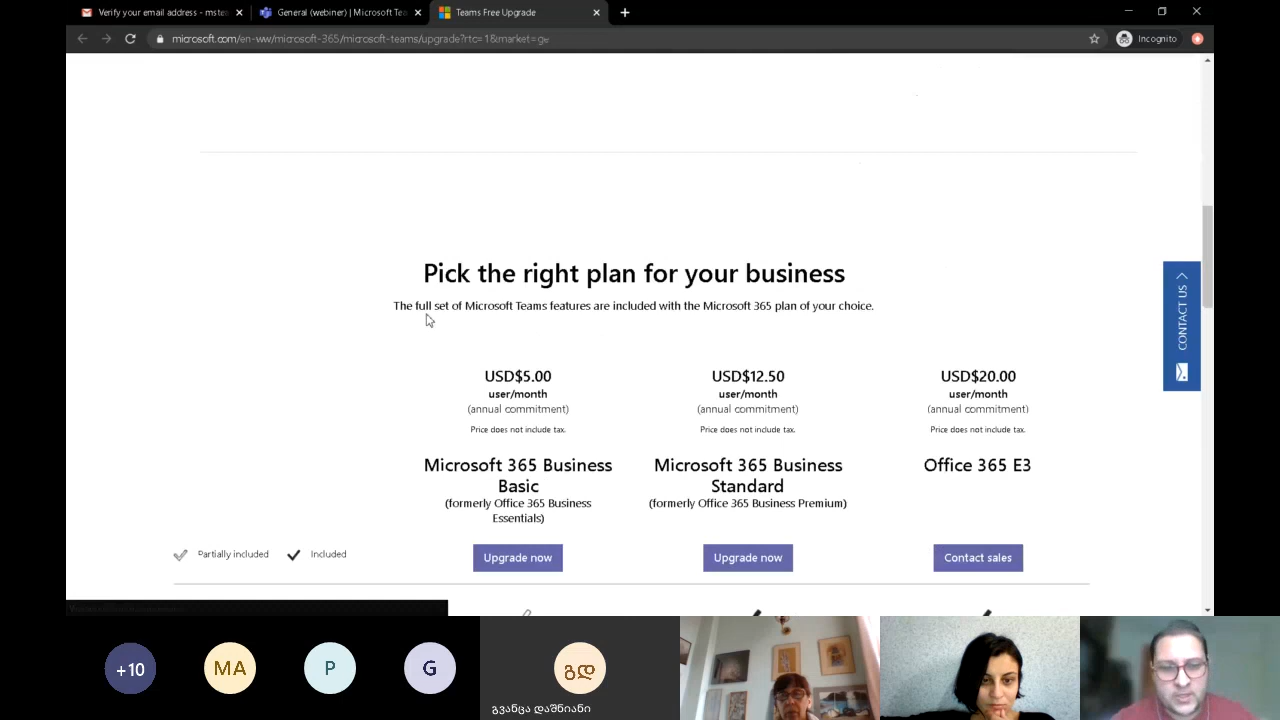 Verify your email address - mste
General (webiner) | Microsoft Tea
Teams Free Upgrade
microsoft.com/en-ww/microsoft-365/microsoft-teams/upgrade?rtc=1&market=ge
Incognito
Pick the right plan for your business
The full set of Microsoft Teams features are included with the Microsoft 365 plan of your choice.
CONTACT US
USD$5.00 USD$12.50 USD$20.00
user/month user/month user/month
(annual commitment) (annual commitment) (annual commitment)
Price does not include tax. Price does not include tax. Price does not include tax.
Microsoft 365 Business Basic
(formerly Office 365 Business Essentials)
Microsoft 365 Business Standard
(formerly Office 365 Business Premium)
Office 365 E3
Partially included Included
Upgrade now Upgrade now Contact sales
+10 MA P G გდ
გვანცა დაშნიანი